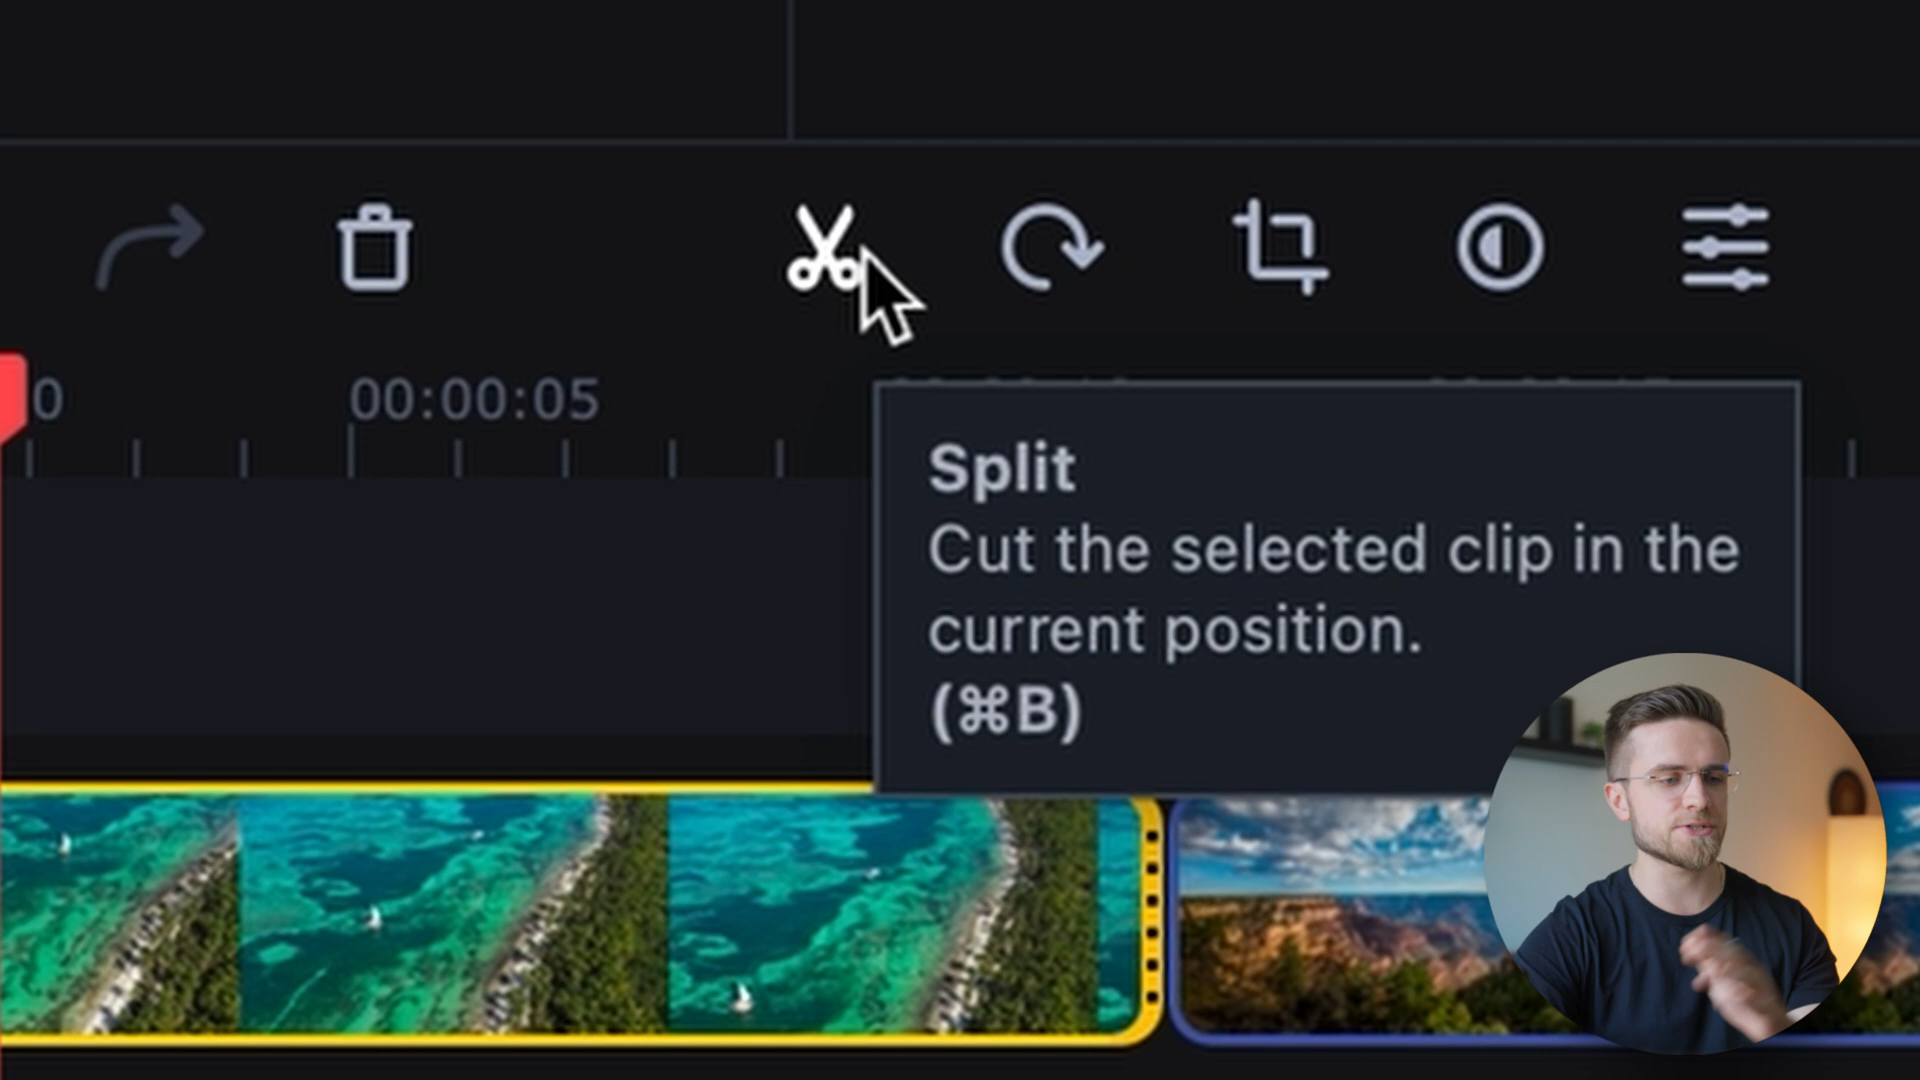 0
00:00:05
Split
Cut the selected clip in the
current position.
(⌘B)